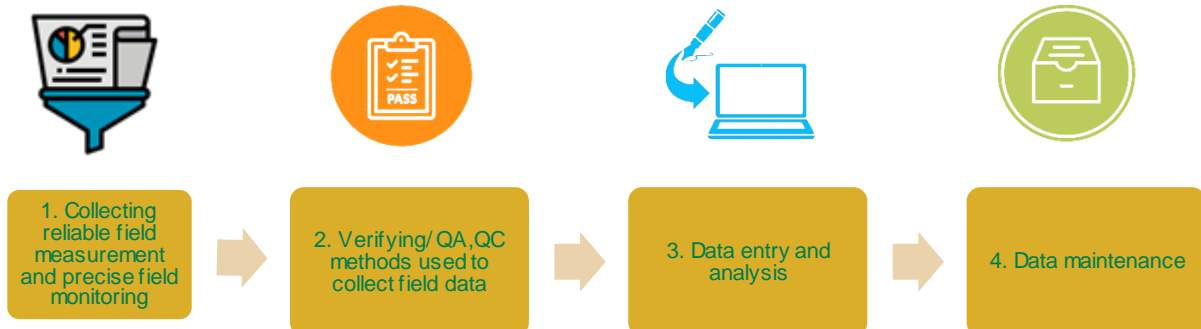 PASS
1. Collecting
reliable field
measurement
and precise field
monitoring
2. Verifying/ QA,QC
methods used to
collect field data
3. Data entry and
analysis
4. Data maintenance